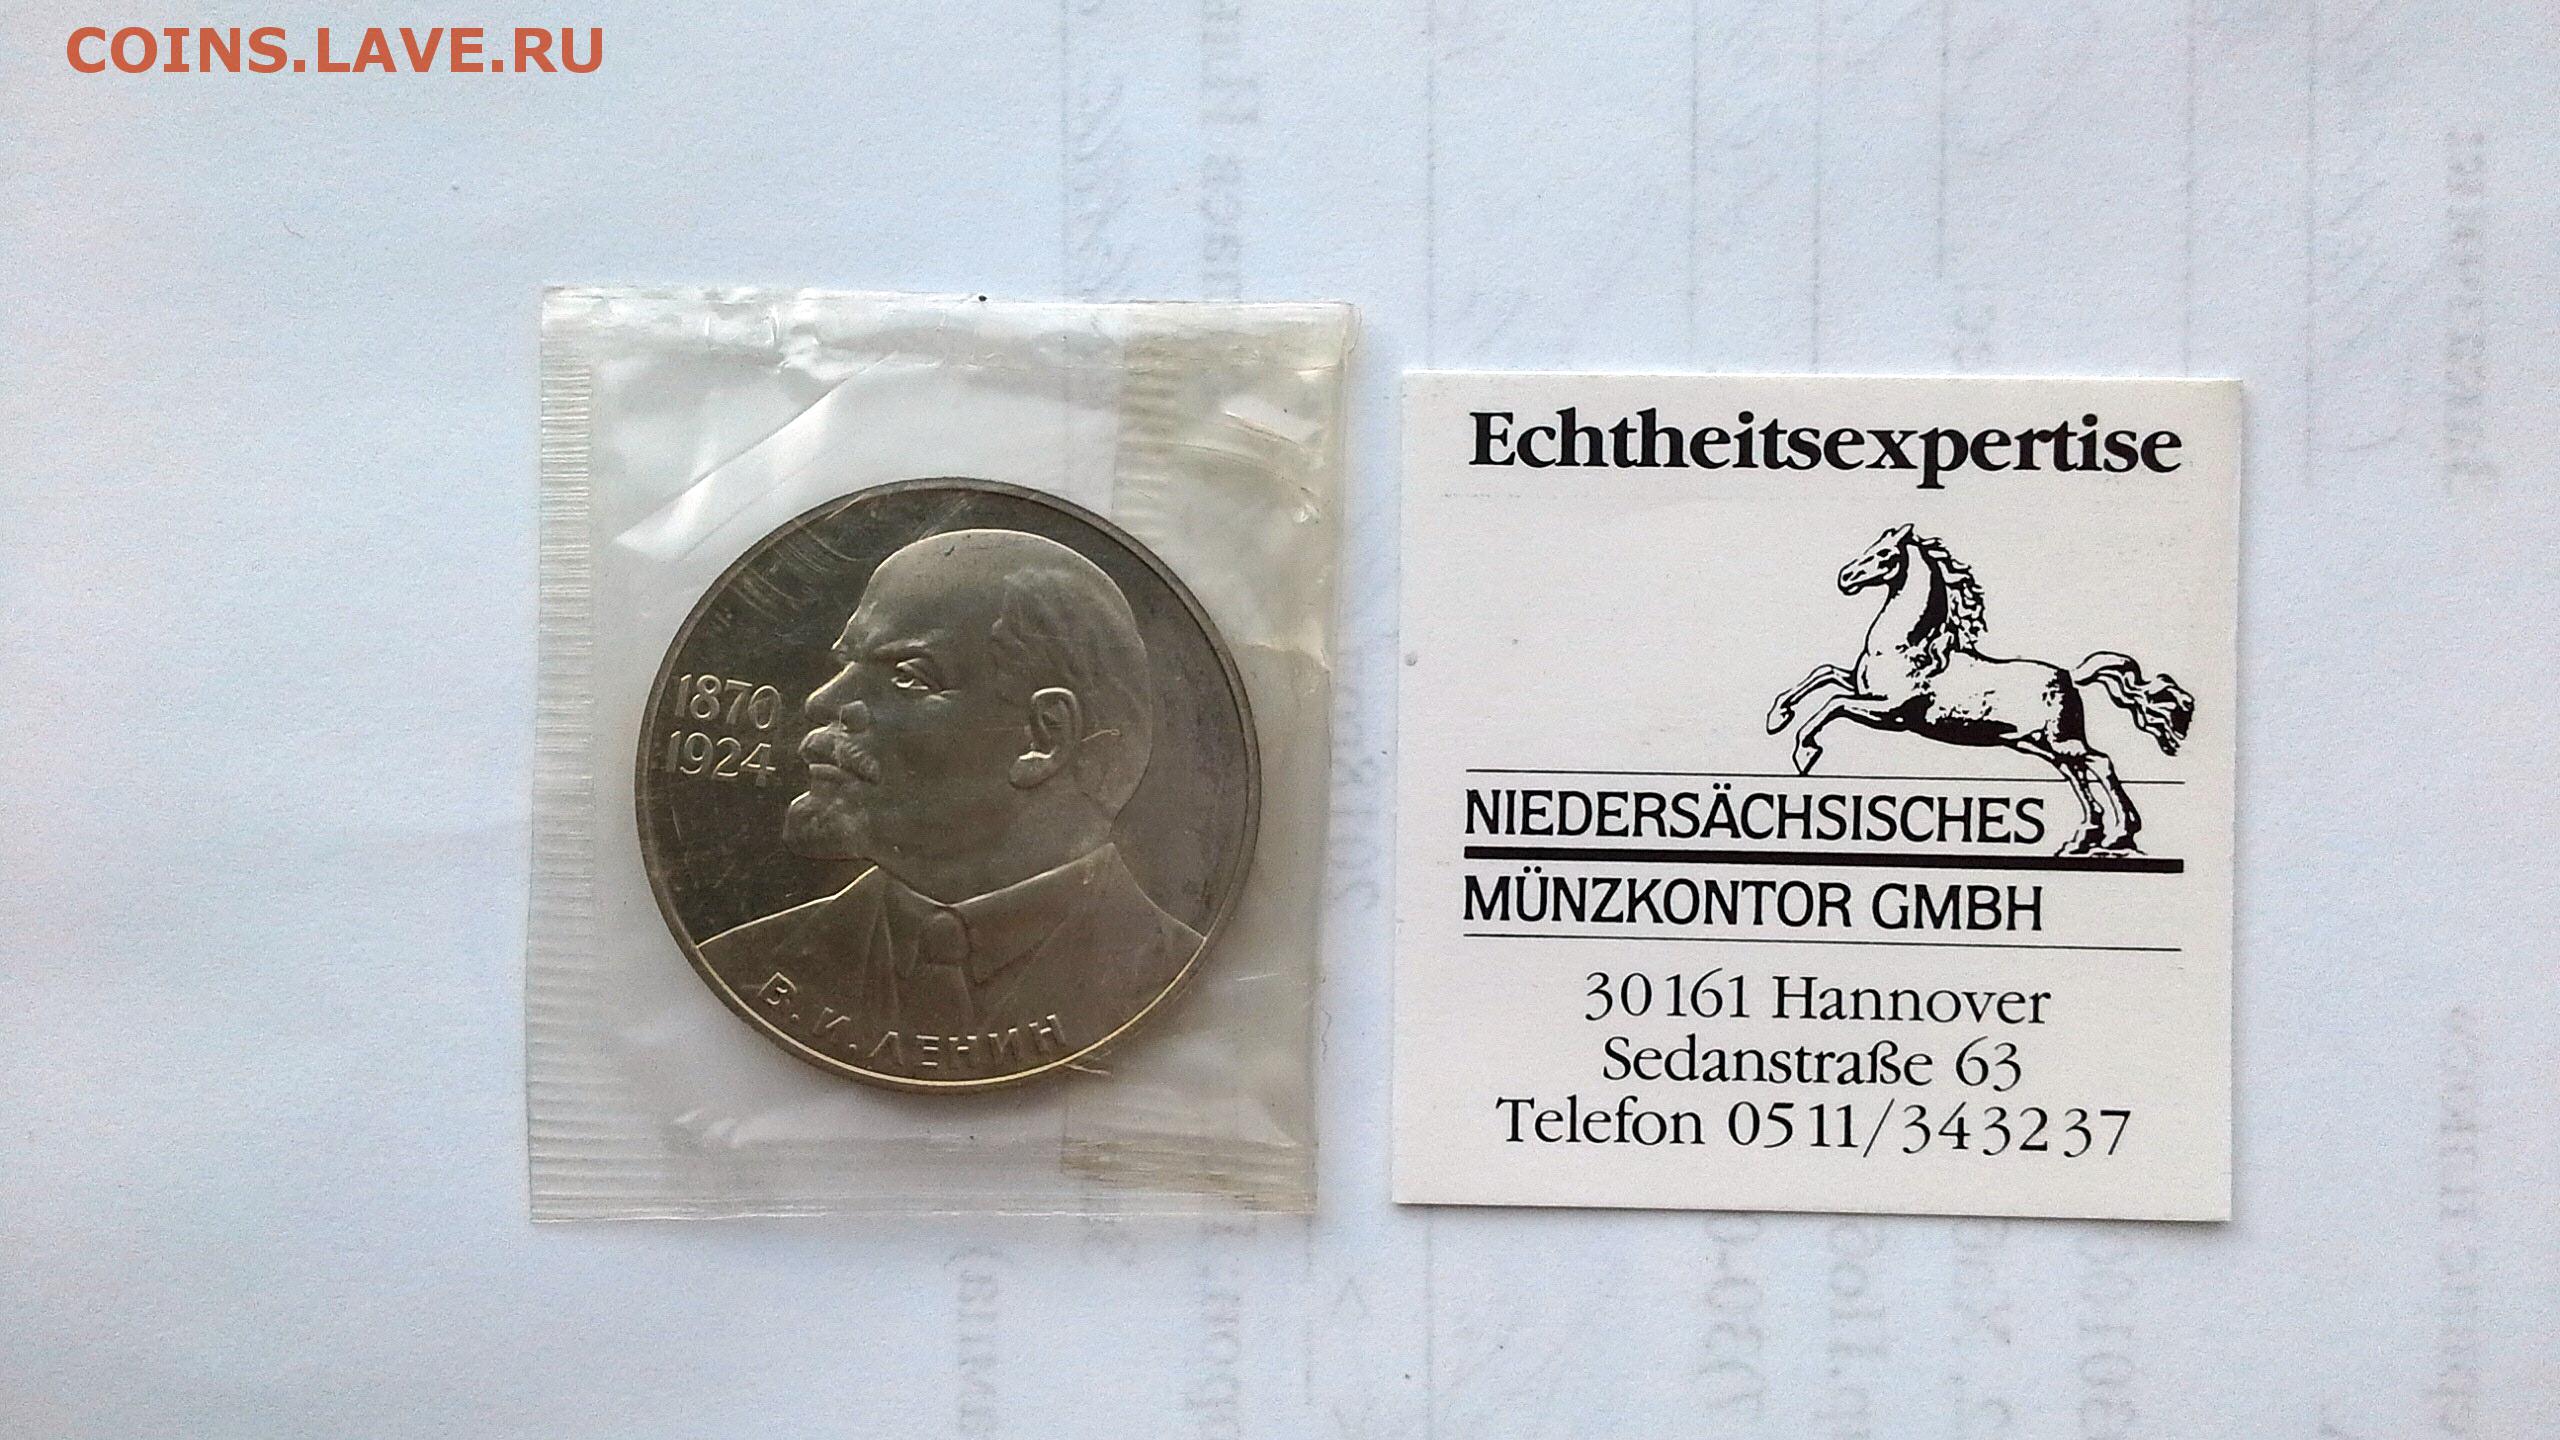 COINS.LAVE.RU
1870
1924
В. И. ЛЕНИН
Echtheitsexpertise
NIEDERSÄCHSISCHES
MÜNZKONTOR GMBH
30161 Hannover
Sedanstraße 63
Telefon 0511/343237